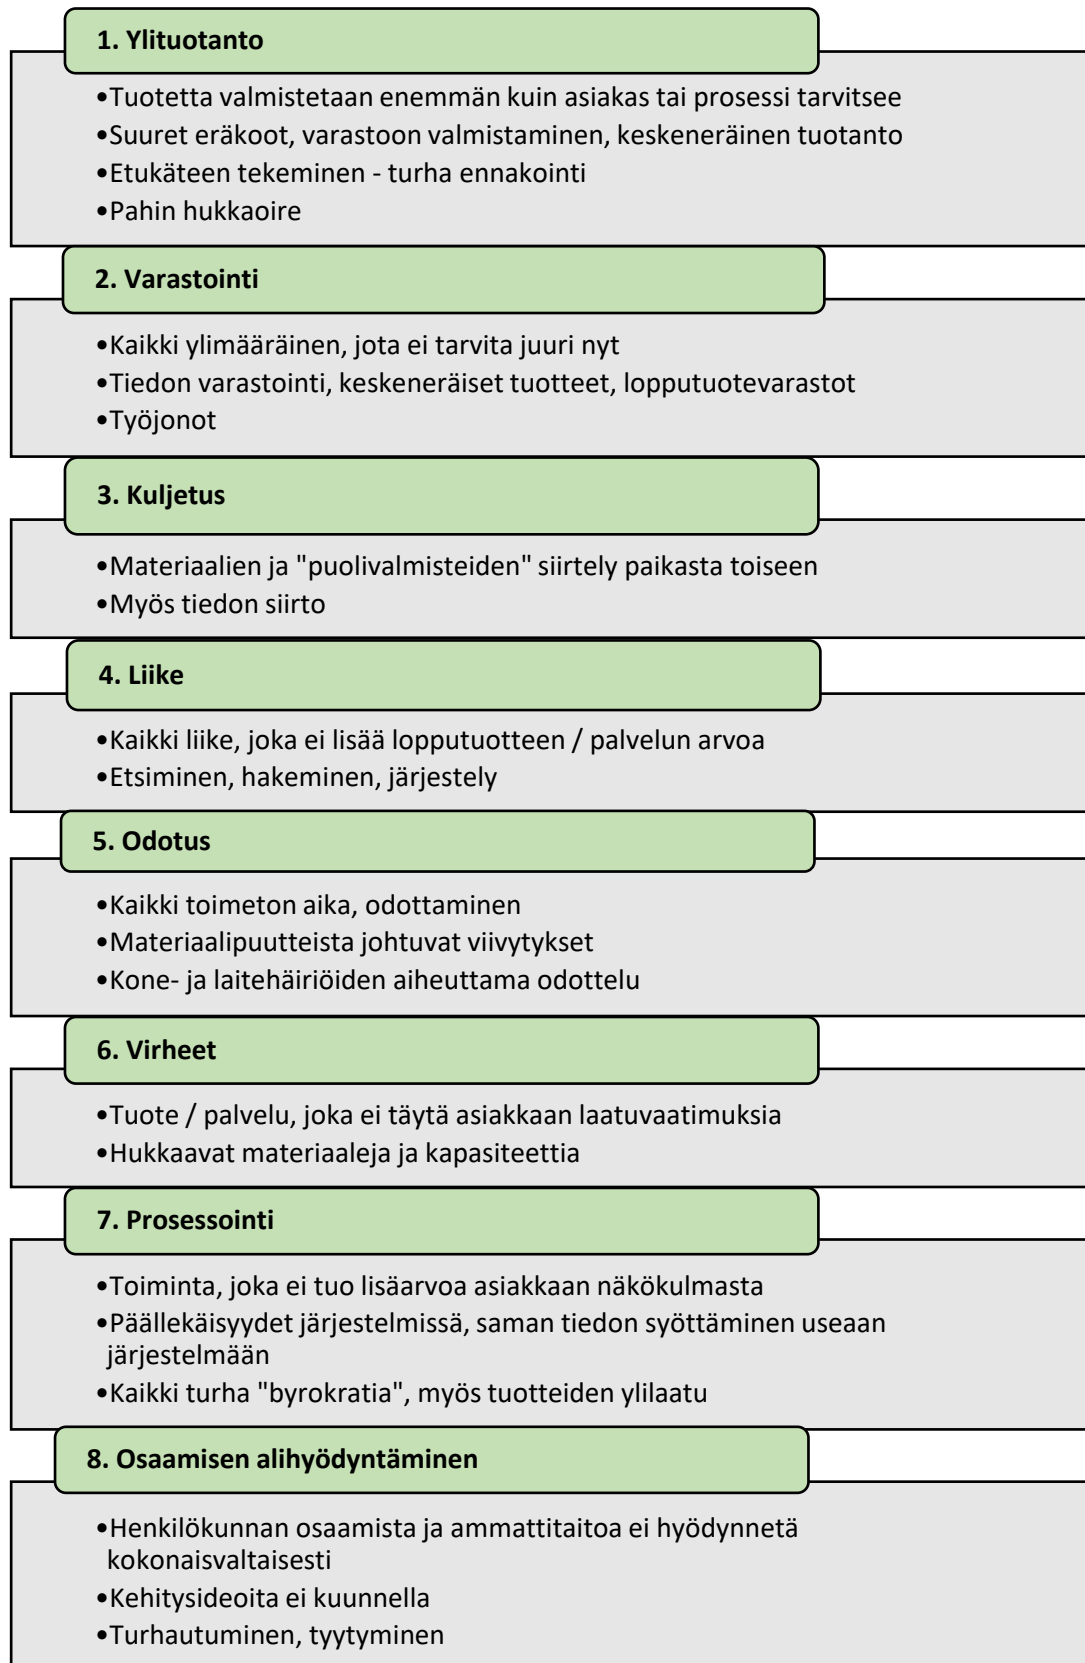 1. Ylituotanto
•Tuotetta valmistetaan enemmän kuin asiakas tai prosessi tarvitsee
•Suuret eräkoot, varastoon valmistaminen, keskeneräinen tuotanto
•Etukäteen tekeminen - turha ennakointi
•Pahin hukkaoire
2. Varastointi
•Kaikki ylimääräinen, jota ei tarvita juuri nyt
•Tiedon varastointi, keskeneräiset tuotteet, lopputuotevarastot
•Työjonot
3. Kuljetus
•Materiaalien ja "puolivalmisteiden" siirtely paikasta toiseen
•Myös tiedon siirto
4. Liike
•Kaikki liike, joka ei lisää lopputuotteen / palvelun arvoa
•Etsiminen, hakeminen, järjestely
5. Odotus
•Kaikki toimeton aika, odottaminen
•Materiaalipuutteista johtuvat viivytykset
•Kone- ja laitehäiriöiden aiheuttama odottelu
6. Virheet
•Tuote / palvelu, joka ei täytä asiakkaan laatuvaatimuksia
•Hukkaavat materiaaleja ja kapasiteettia
7. Prosessointi
•Toiminta, joka ei tuo lisäarvoa asiakkaan näkökulmasta
•Päällekäisyydet järjestelmissä, saman tiedon syöttäminen useaan
järjestelmään
•Kaikki turha "byrokratia", myös tuotteiden ylilaatu
8. Osaamisen alihyödyntäminen
•Henkilökunnan osaamista ja ammattitaitoa ei hyödynnetä
kokonaisvaltaisesti
•Kehitysideoita ei kuunnella
•Turhautuminen, tyytyminen